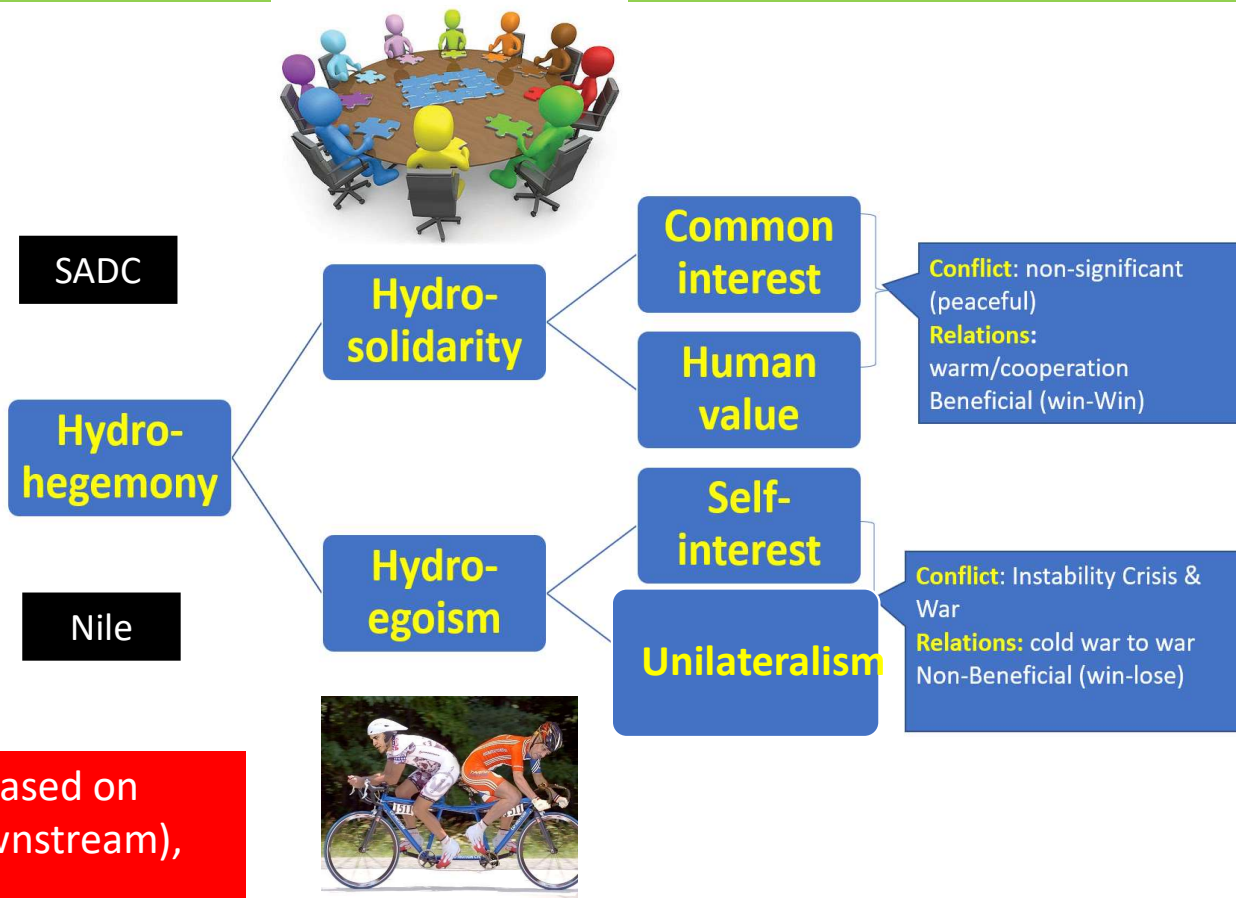 SADC
Hydro-
hegemony
Nile
Hydro-
solidarity
Hydro-
egoism
Common
interest
Human
value
Self-
interest
Unilateralism
Conflict: non-significant
(peaceful)
Relations:
warm/cooperation
Beneficial (win-Win)
Conflict: Instability Crisis &
War
Relations: cold war to war
Non-Beneficial (win-lose)
ased on
wnstream),